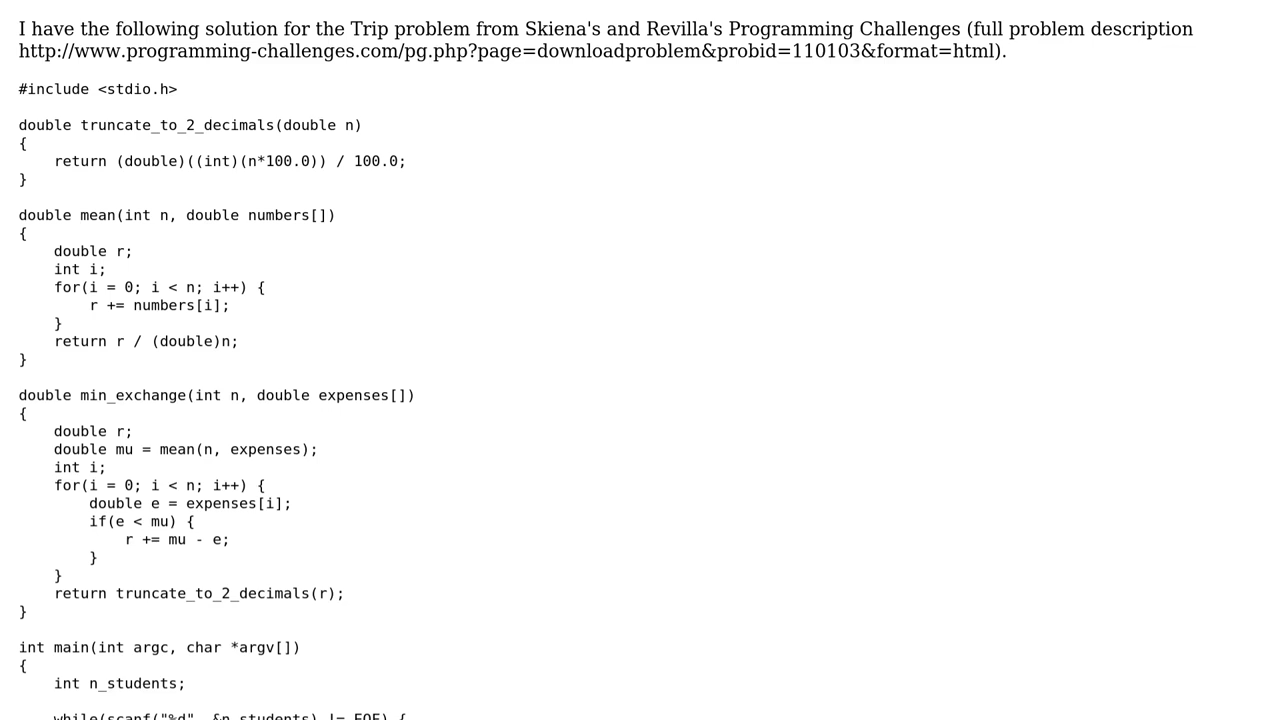 I have the following solution for the Trip problem from Skiena's and Revilla's Programming Challenges (full problem description
http://www.programming-challenges.com/pg.php?page=downloadproblem&probid=110103&format=html).
#include <stdio.h>
double truncate_to_2_decimals(double n)
{
    return (double)((int)(n*100.0)) / 100.0;
}
double mean(int n, double numbers[])
{
    double r;
    int i;
    for(i = 0; i < n; i++) {
        r += numbers[i];
    }
    return r / (double)n;
}
double min_exchange(int n, double expenses[])
{
    double r;
    double mu = mean(n, expenses);
    int i;
    for(i = 0; i < n; i++) {
        double e = expenses[i];
        if(e < mu) {
            r += mu - e;
        }
    }
    return truncate_to_2_decimals(r);
}
int main(int argc, char *argv[])
{
    int n_students;
    while(scanf("%d", &n_students) != EOF) {